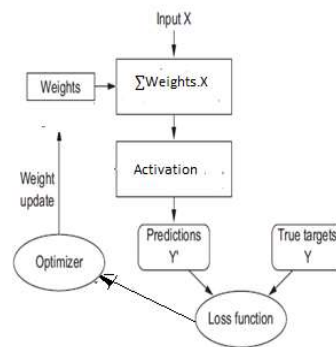 Input X
Weights
∑Weights.X
Activation
Weight
update
Predictions
Y'
True targets
Y
Optimizer
Loss function